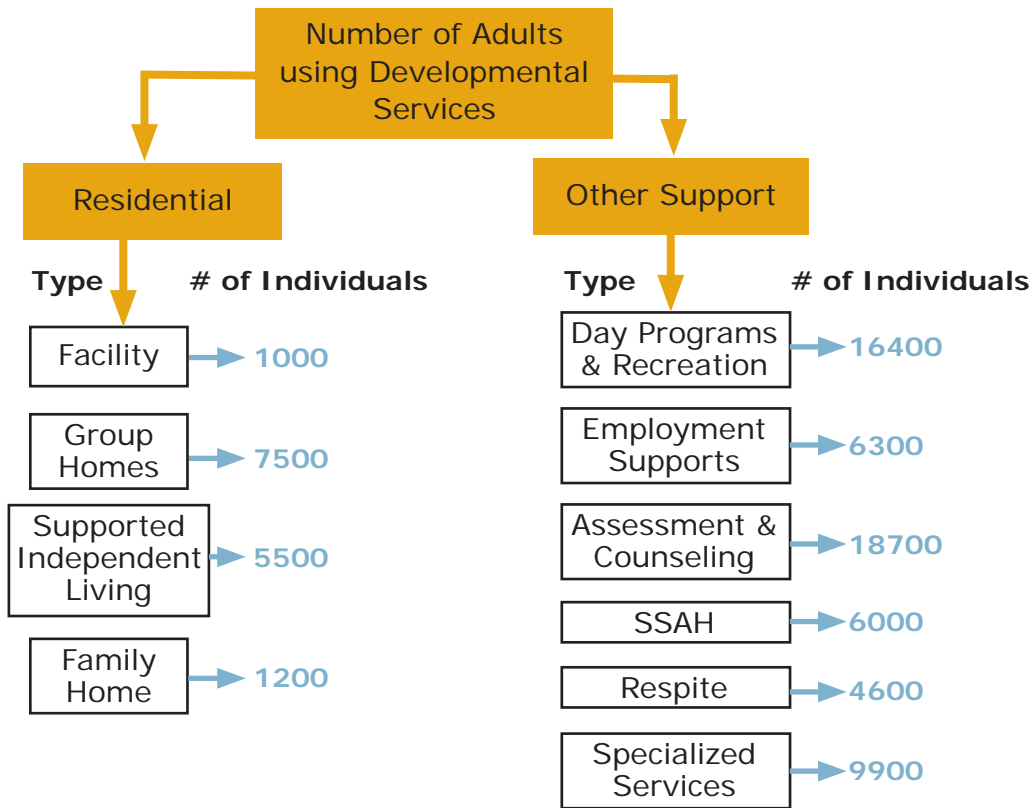 Number of Adults
using Developmental
Services
Residential
Type # of Individuals
Facility 1000
Group
Homes 7500
Supported
Independent
Living 5500
Family
Home 1200
Other Support
Type # of Individuals
Day Programs
& Recreation 16400
Employment
Supports 6300
Assessment &
Counseling 18700
SSAH 6000
Respite 4600
Specialized
Services 9900